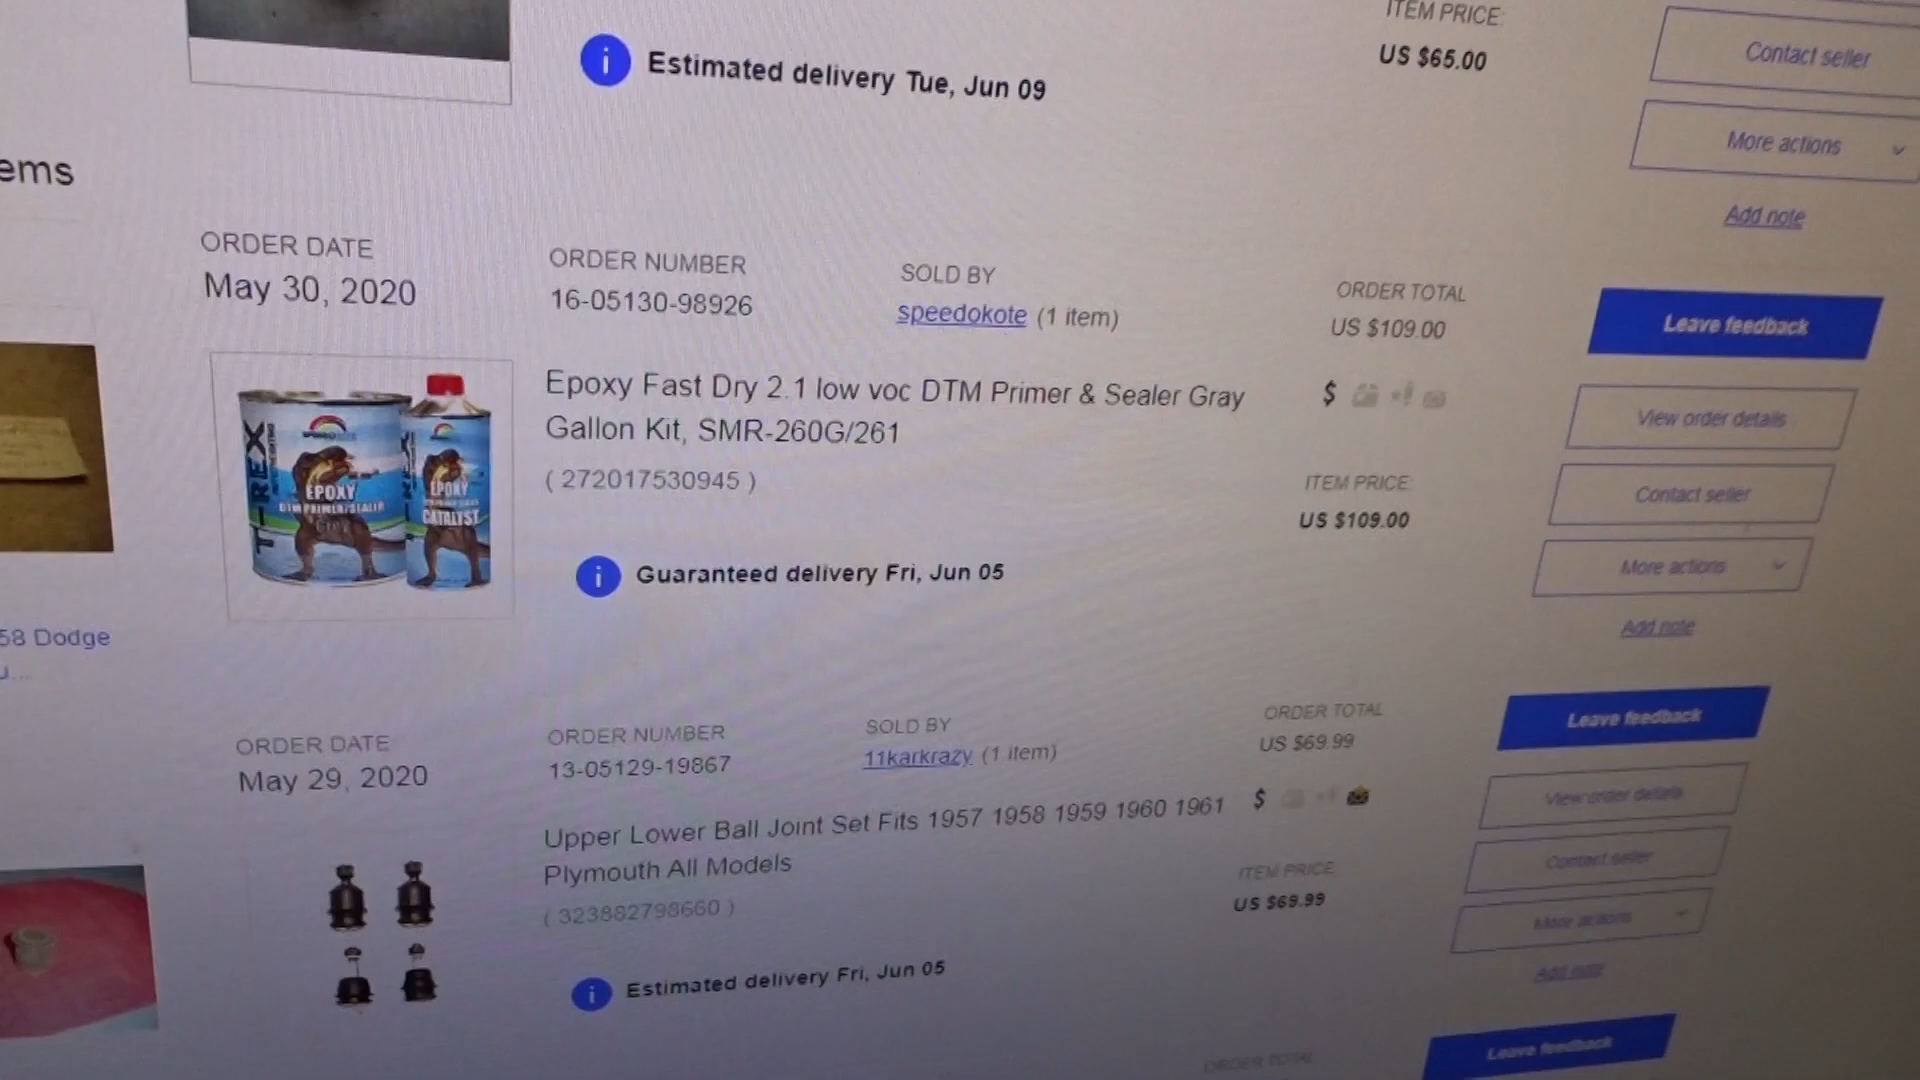 ITEM PRICE:
US $65.00
Contact seller
Estimated delivery Tue, Jun 09
More actions
ems
Add note
ORDER DATE
May 30, 2020
ORDER NUMBER
16-05130-98926
SOLD BY
speedokote (1 item)
ORDER TOTAL
US $109.00
Leave feedback
Epoxy Fast Dry 2.1 low voc DTM Primer & Sealer Gray
Gallon Kit, SMR-260G/261
( 272017530945 )
$
View order details
ITEM PRICE:
US $109.00
Contact seller
T-REX
EPOXY
DTM PRIMER/SEALER
Gray
EPOXY
CATALYST
Guaranteed delivery Fri, Jun 05
More actions
Add note
58 Dodge
ORDER DATE
May 29, 2020
ORDER NUMBER
13-05129-19867
SOLD BY
11karkrazy (1 item)
ORDER TOTAL
US $69.99
Leave feedback
Upper Lower Ball Joint Set Fits 1957 1958 1959 1960 1961
Plymouth All Models
( 323882798660 )
$
View order details
ITEM PRICE:
US $69.99
Contact seller
More actions
Add note
Estimated delivery Fri, Jun 05
ORDER TOTAL
Leave feedback